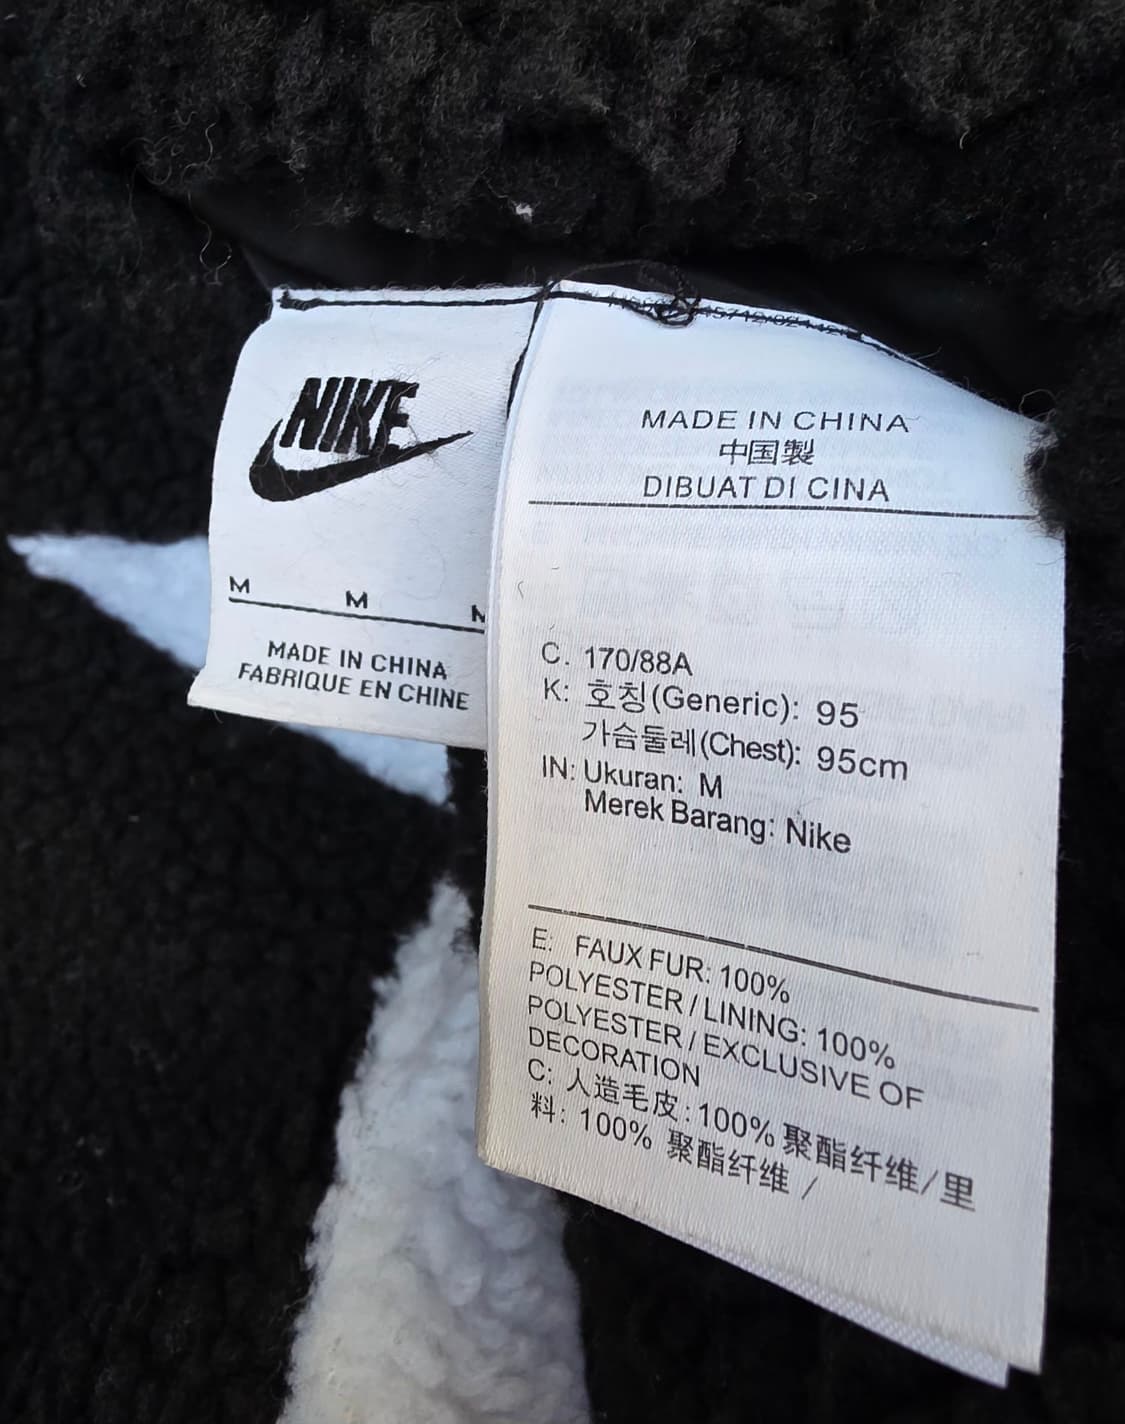 NIKE
M M M
MADE IN CHINA
FABRIQUE EN CHINE
MADE IN CHINA
中国製
DIBUAT DI CINA
C. 170/88A
K: 호칭(Generic): 95
가슴둘레(Chest): 95cm
IN: Ukuran: M
Merek Barang: Nike
E: FAUX FUR: 100%
POLYESTER / LINING: 100%
POLYESTER / EXCLUSIVE OF
DECORATION
C: 人造毛皮: 100% 聚酯纤维/里
料: 100% 聚酯纤维 /